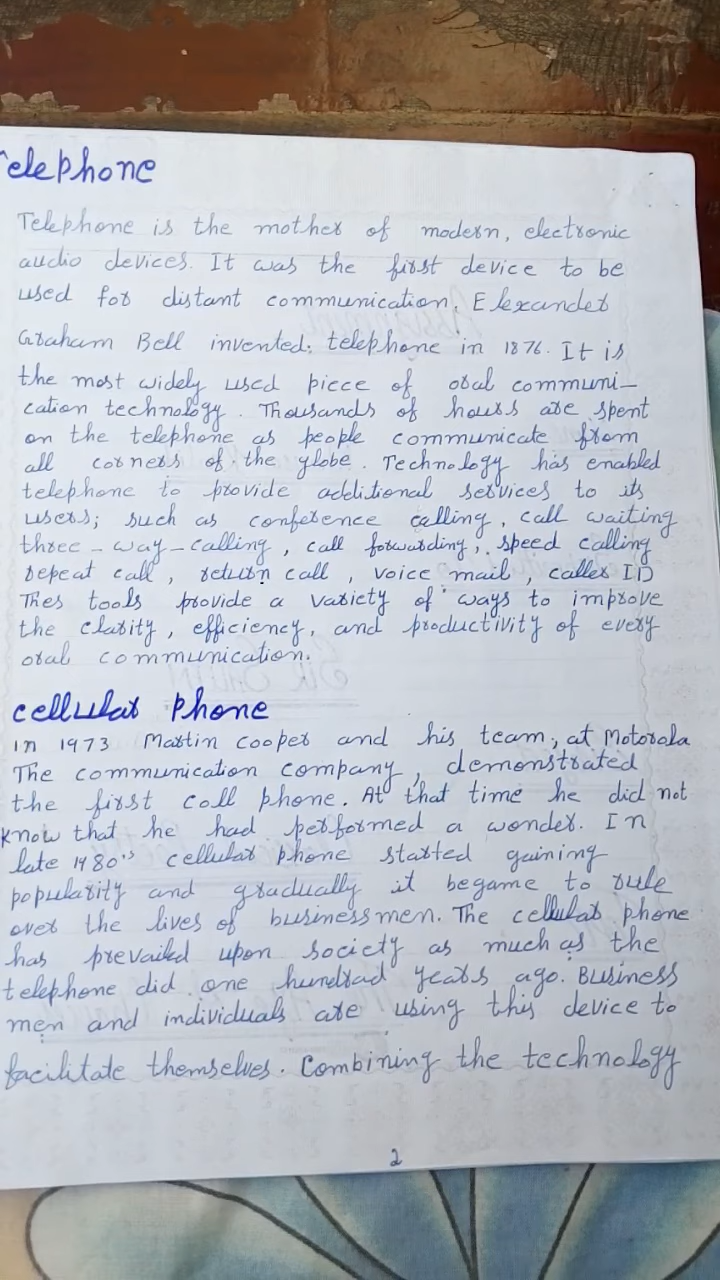 Telephone
Telephone is the mother of modern, electronic
audio devices. It was the first device to be
used for distant communication. Elexander
Graham Bell invented: telephone in 1876. It is
the most widely used piece of oral communi-
cation technology. Thousands of hours are spent
on the telephone as people communicate from
all corners of the globe. Technology has enabled
telephone to provide additional services to its
users; such as conference calling, call waiting
three-way-calling, call forwarding, speed calling
repeat call, return call, voice mail, caller ID
Thes tools provide a variety of ways to improve
the clarity, efficiency, and productivity of every
oral communication.
cellular phone
in 1973 Martin cooper and his team, at Motorola
The communication company, demonstrated
the first coll phone. At that time he did not
know that he had performed a wonder. In
late 1980's cellular phone started gaining
popularity and gradually it begame to rule
over the lives of businessmen. The cellular phone
has prevailed upon society as much as the
telephone did one hundrad years ago. Business
men and individuals are using this device to
facilitate themselves. Combining the technology
2